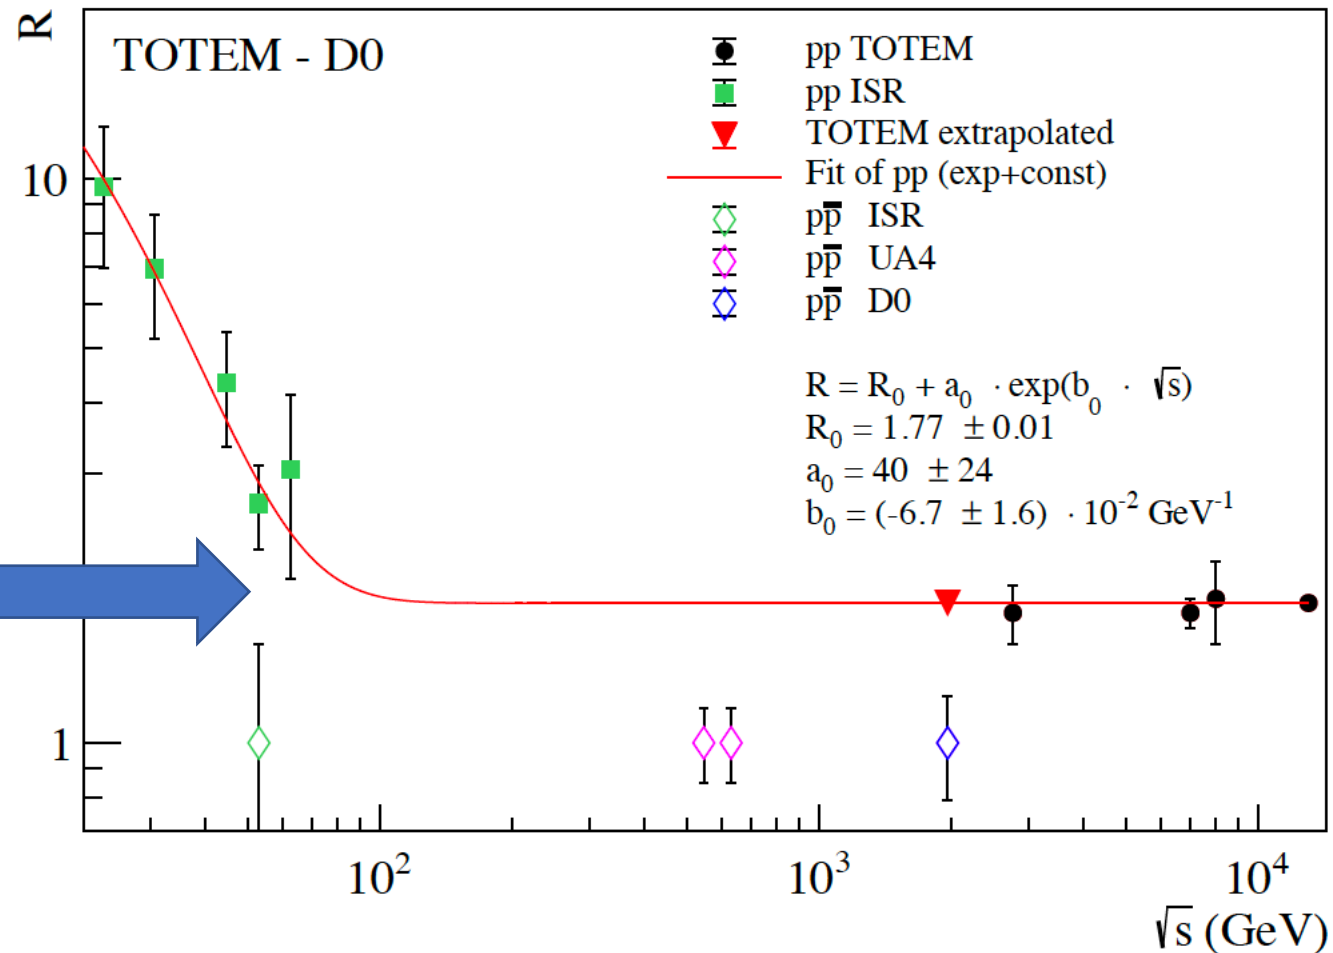 R
TOTEM - D0
pp TOTEM
pp ISR
TOTEM extrapolated
Fit of pp (exp+const)
pp̅ ISR
pp̅ UA4
pp̅ D0
R = R₀ + a₀ · exp(b₀ · √s)
R₀ = 1.77 ± 0.01
a₀ = 40 ± 24
b₀ = (-6.7 ± 1.6) · 10⁻² GeV⁻¹
10
1
10² 10³ 10⁴
√s (GeV)